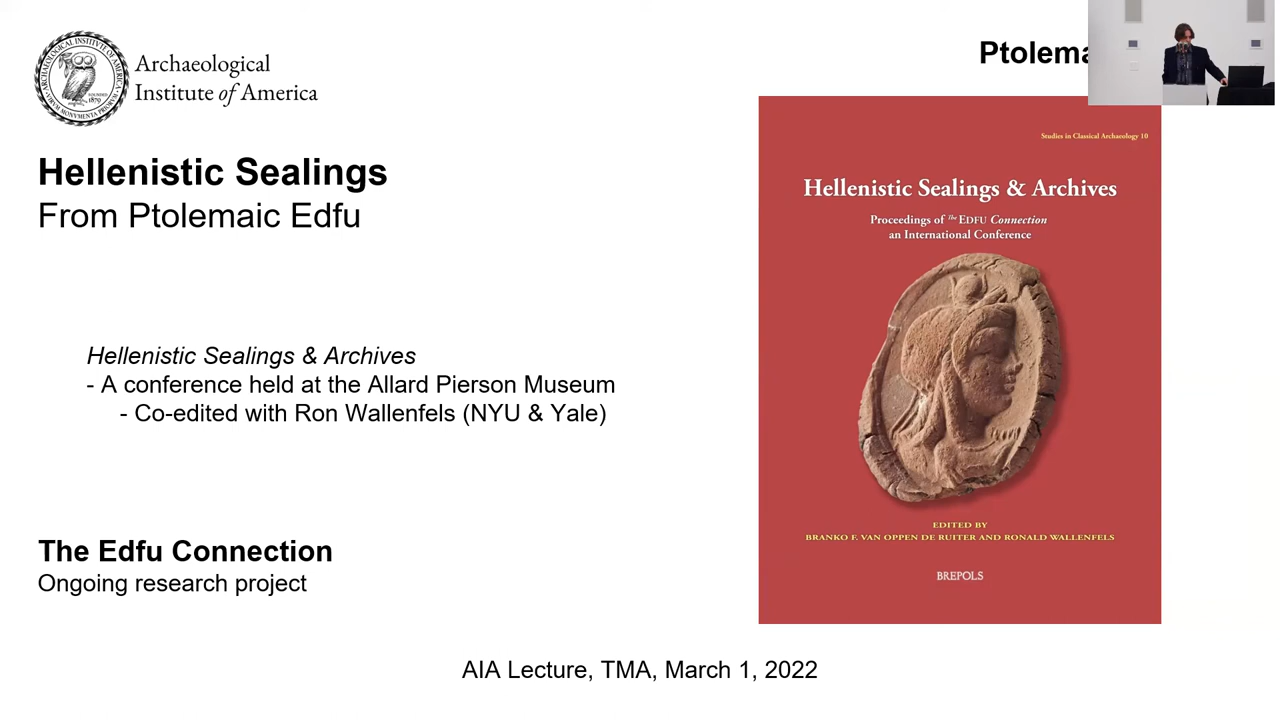 Archaeological
Institute of America
Hellenistic Sealings
From Ptolemaic Edfu
Hellenistic Sealings & Archives
- A conference held at the Allard Pierson Museum
- Co-edited with Ron Wallenfels (NYU & Yale)
The Edfu Connection
Ongoing research project
Ptolema
Studies in Classical Archaeology 10
Hellenistic Sealings & Archives
Proceedings of The EDFU Connection
an International Conference
EDITED BY
BRANKO F. VAN OPPEN DE RUITER AND RONALD WALLENFELS
BREPOLS
AIA Lecture, TMA, March 1, 2022